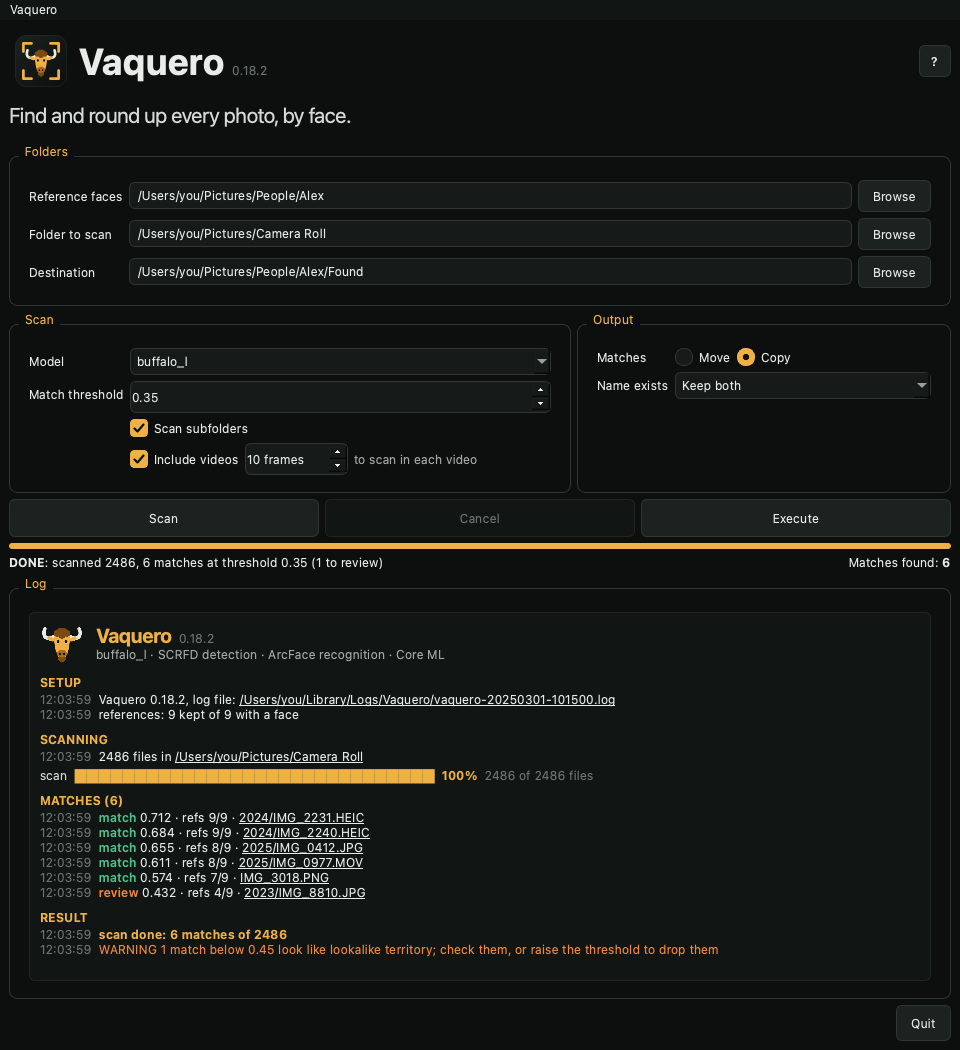 Vaquero
Vaquero 0.18.2
?
Find and round up every photo, by face.
Folders
Reference faces /Users/you/Pictures/People/Alex Browse
Folder to scan /Users/you/Pictures/Camera Roll Browse
Destination /Users/you/Pictures/People/Alex/Found Browse
Scan
Model buffalo_l
Match threshold 0.35
Scan subfolders
Include videos 10 frames to scan in each video
Output
Matches Move Copy
Name exists Keep both
Scan Cancel Execute
DONE: scanned 2486, 6 matches at threshold 0.35 (1 to review) Matches found: 6
Log
Vaquero 0.18.2
buffalo_l · SCRFD detection · ArcFace recognition · Core ML
SETUP
12:03:59 Vaquero 0.18.2, log file: /Users/you/Library/Logs/Vaquero/vaquero-20250301-101500.log
12:03:59 references: 9 kept of 9 with a face
SCANNING
12:03:59 2486 files in /Users/you/Pictures/Camera Roll
scan 100% 2486 of 2486 files
MATCHES (6)
12:03:59 match 0.712 · refs 9/9 · 2024/IMG_2231.HEIC
12:03:59 match 0.684 · refs 9/9 · 2024/IMG_2240.HEIC
12:03:59 match 0.655 · refs 8/9 · 2025/IMG_0412.JPG
12:03:59 match 0.611 · refs 8/9 · 2025/IMG_0977.MOV
12:03:59 match 0.574 · refs 7/9 · IMG_3018.PNG
12:03:59 review 0.432 · refs 4/9 · 2023/IMG_8810.JPG
RESULT
12:03:59 scan done: 6 matches of 2486
12:03:59 WARNING 1 match below 0.45 look like lookalike territory; check them, or raise the threshold to drop them
Quit